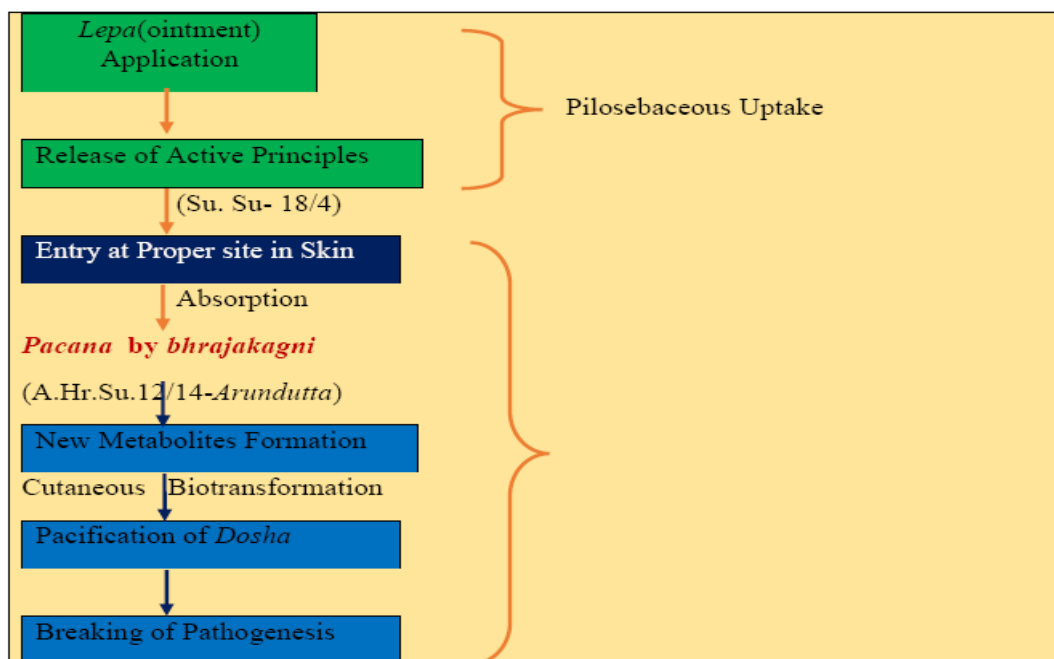 Lepa(ointment)
Application
Pilosebaceous Uptake
Release of Active Principles
(Su. Su- 18/4)
Entry at Proper site in Skin
Absorption
Pacana by bhrajakagni
(A.Hr.Su.12/14-Arundutta)
New Metabolites Formation
Cutaneous Biotransformation
Pacification of Dosha
Breaking of Pathogenesis